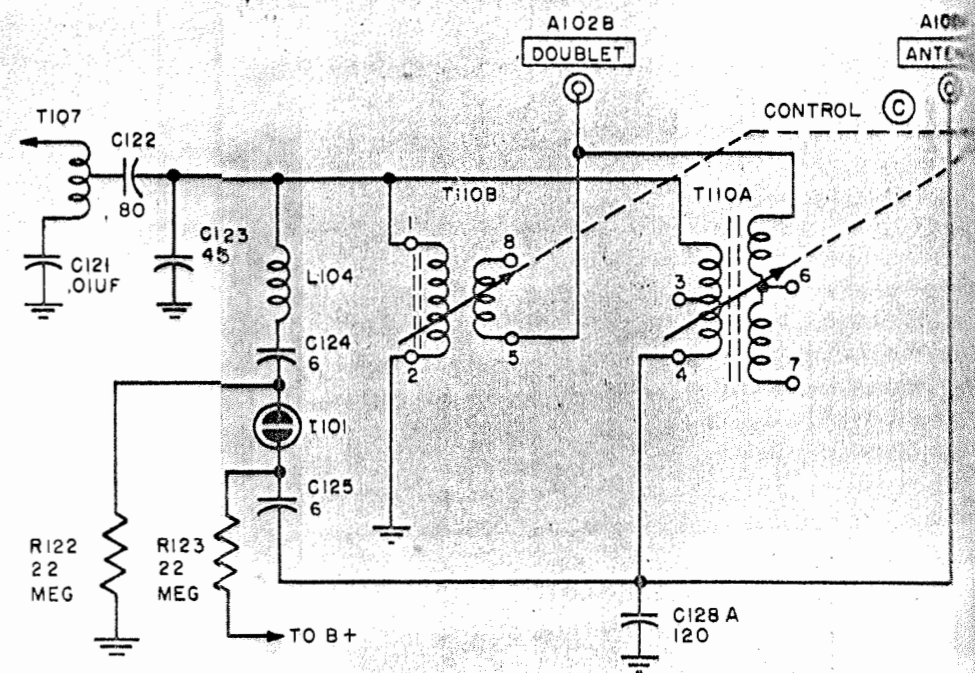 A102B
DOUBLET
T107
C122
80
CONTROL C
T110B
T110A
C121
.01UF
C123
45
L104
1
8
3
6
C124
6
2
5
4
7
I101
C125
6
R122
22
MEG
R123
22
MEG
TO B+
C128A
120